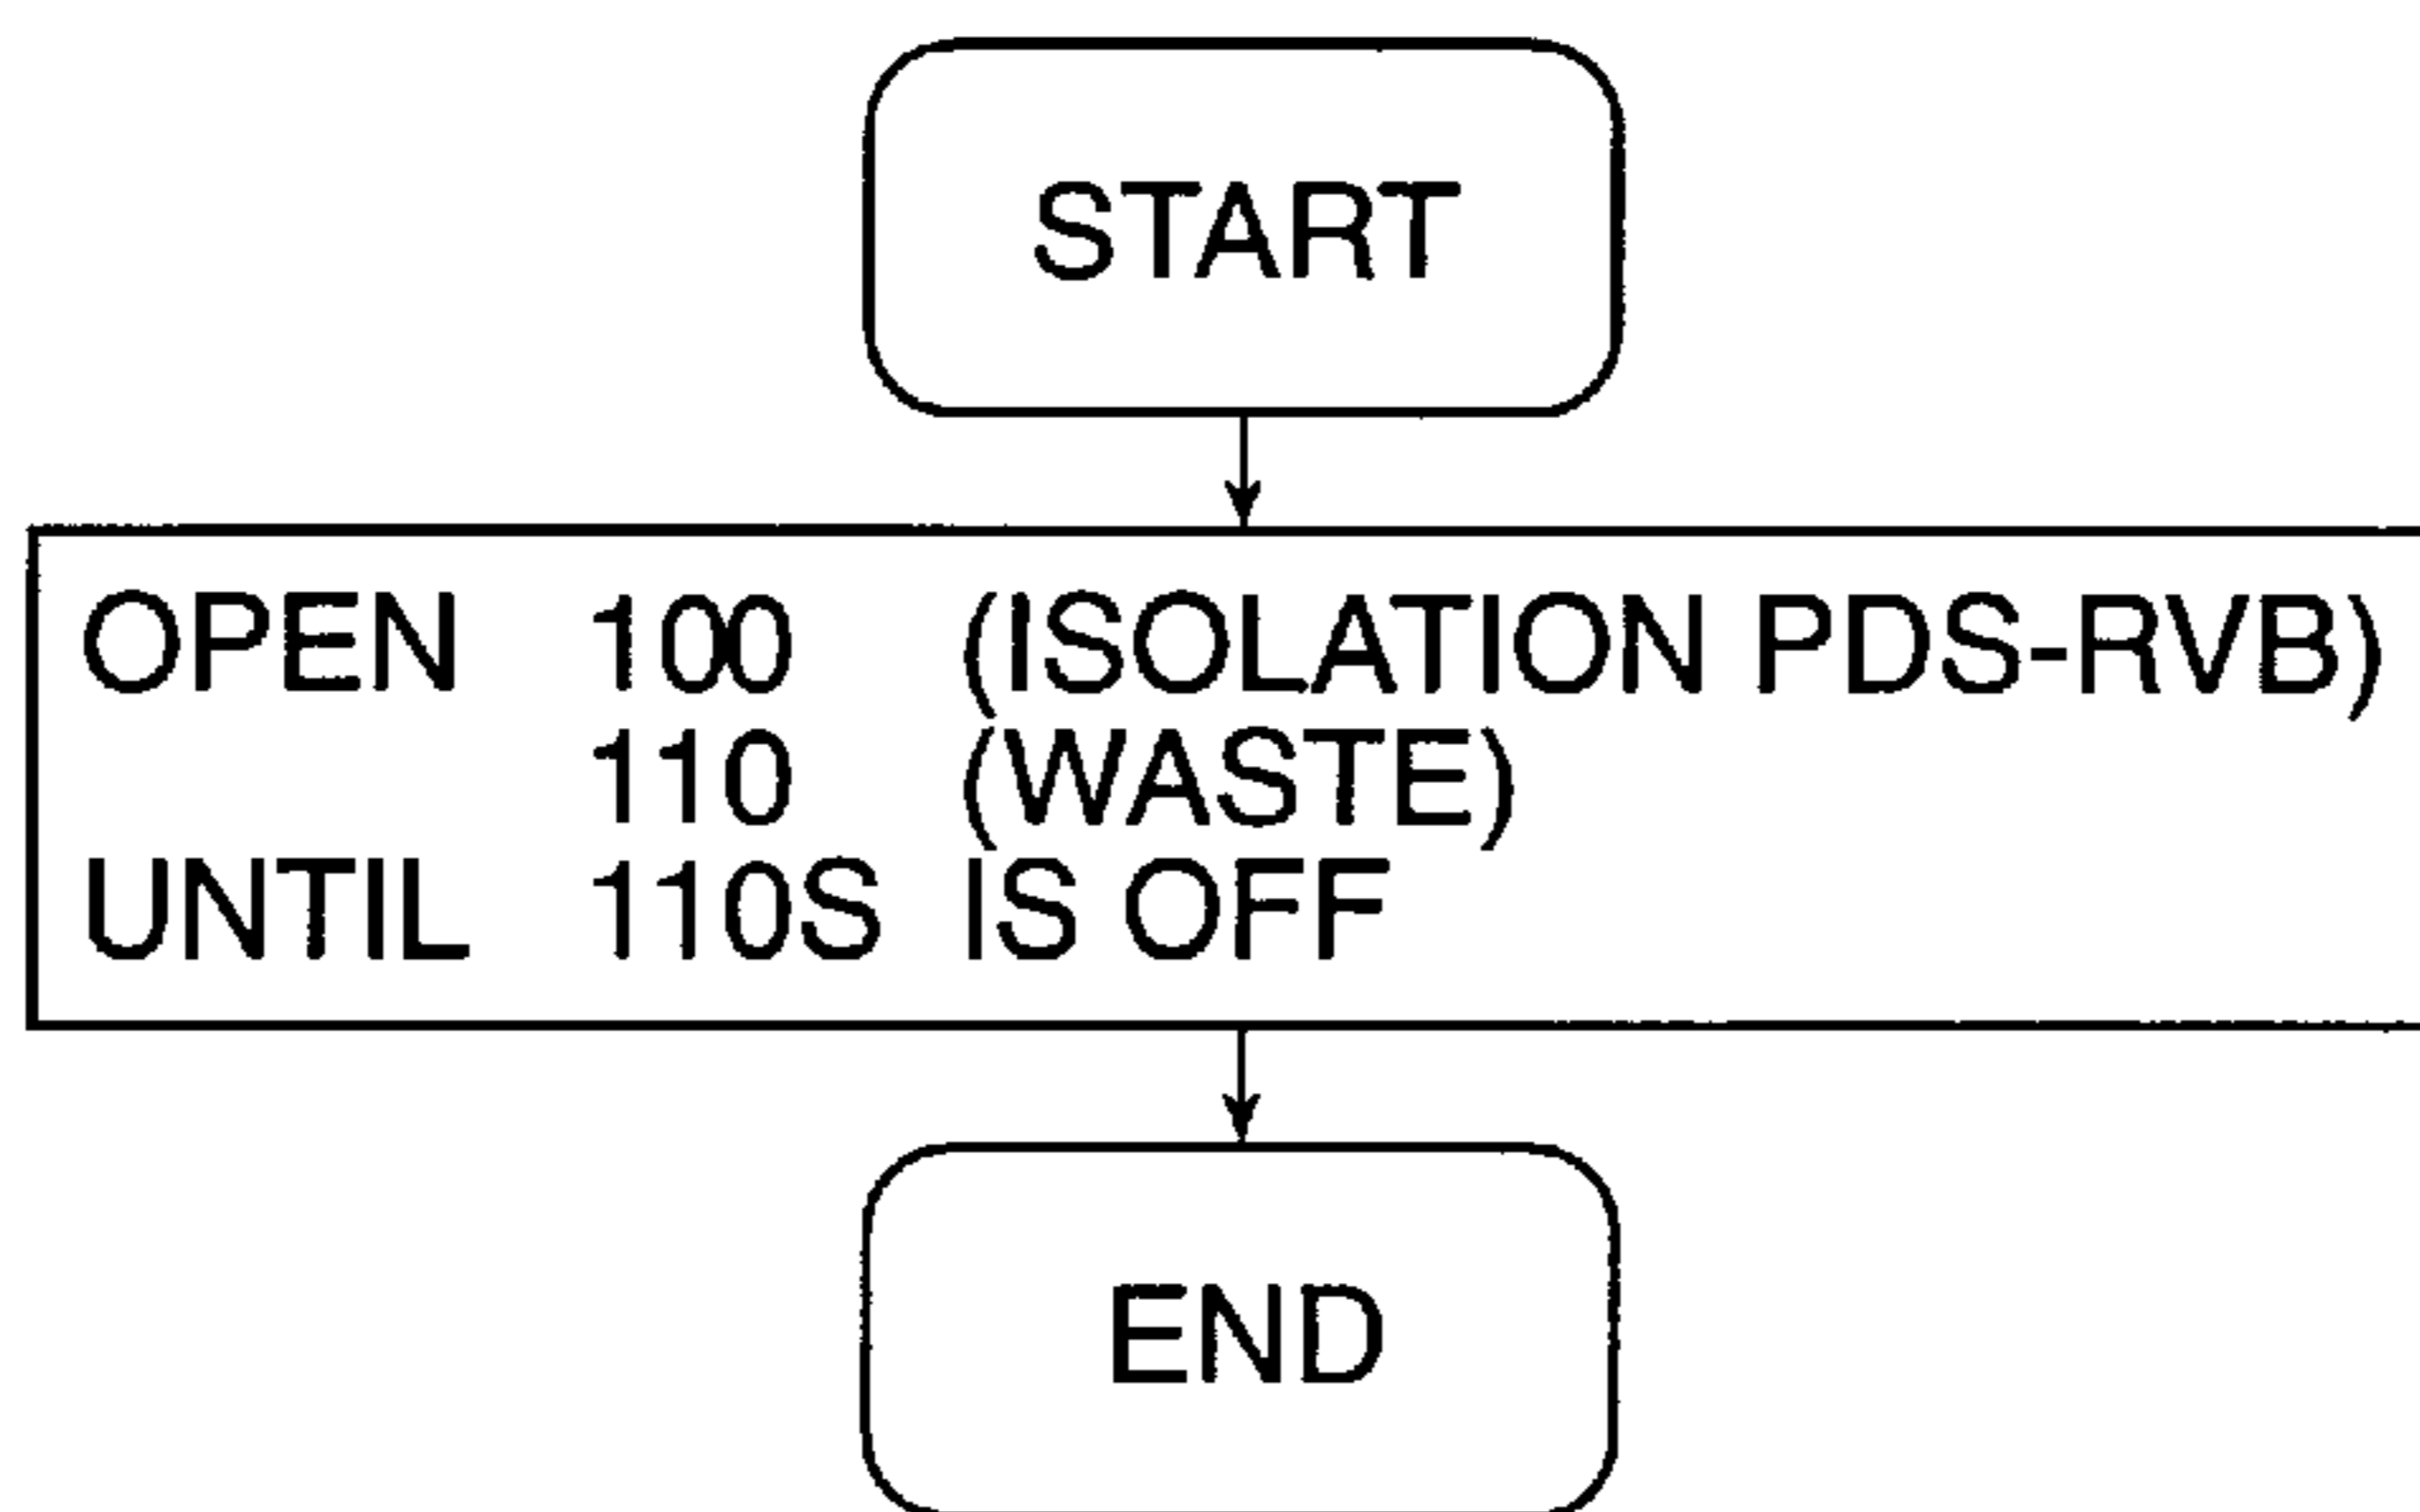 START
OPEN 100 (ISOLATION PDS-RVB)
110 (WASTE)
UNTIL 110S IS OFF
END